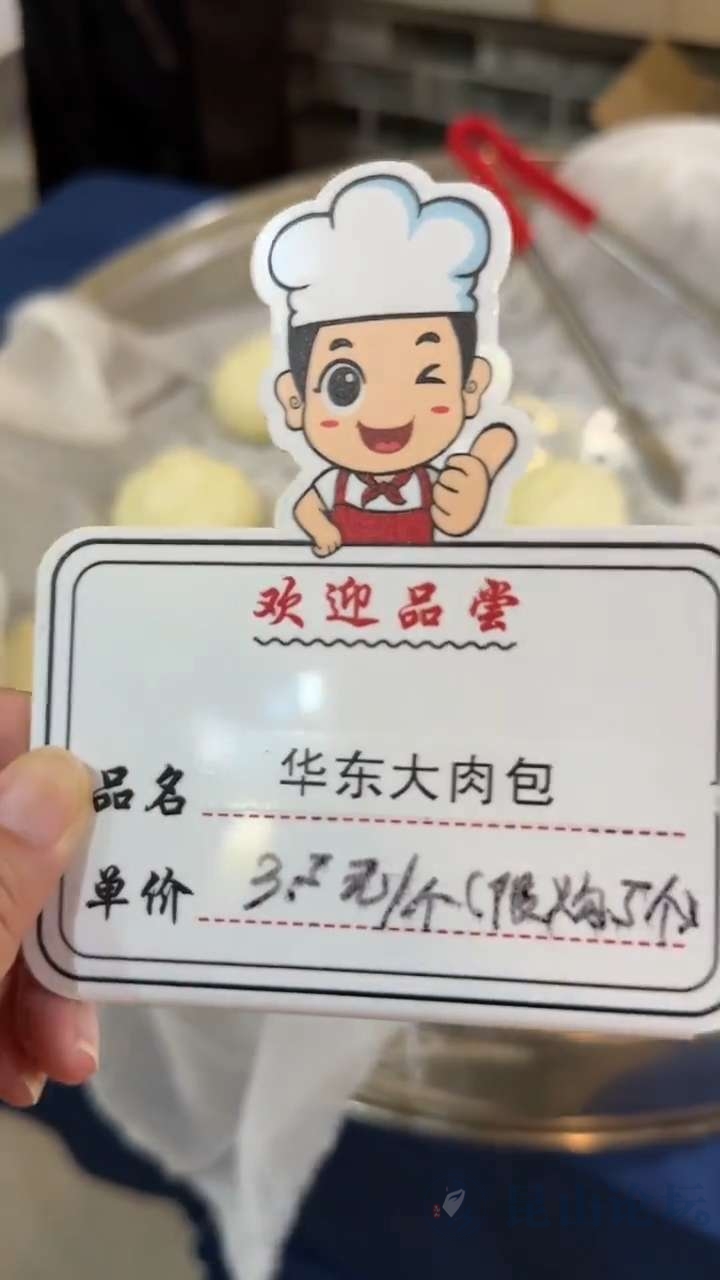 欢迎品尝
品名 华东大肉包
单价 3.5元/个(限购5个)